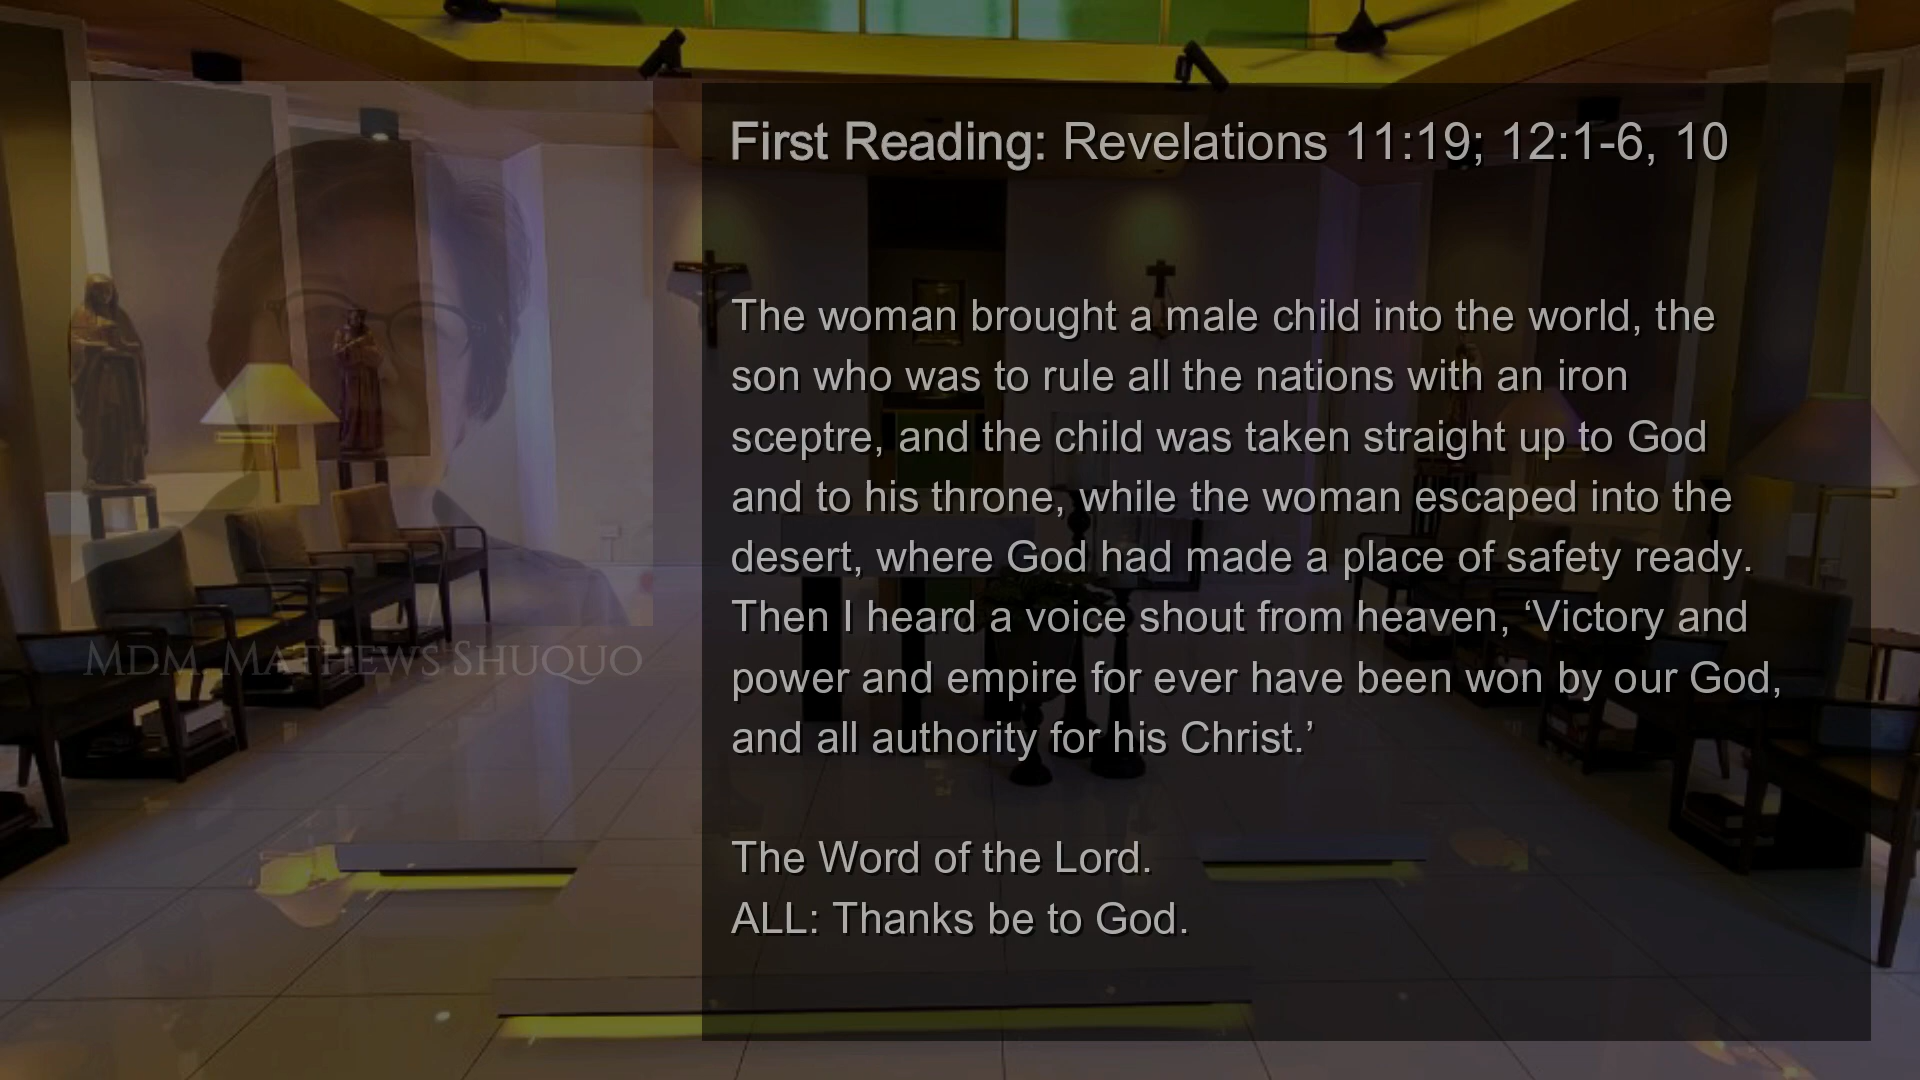 First Reading: Revelations 11:19; 12:1-6, 10
The woman brought a male child into the world, the
son who was to rule all the nations with an iron
sceptre, and the child was taken straight up to God
and to his throne, while the woman escaped into the
desert, where God had made a place of safety ready.
Then I heard a voice shout from heaven, ‘Victory and
power and empire for ever have been won by our God,
and all authority for his Christ.’
The Word of the Lord.
ALL: Thanks be to God.
MDM MATHEWS SHUQUO